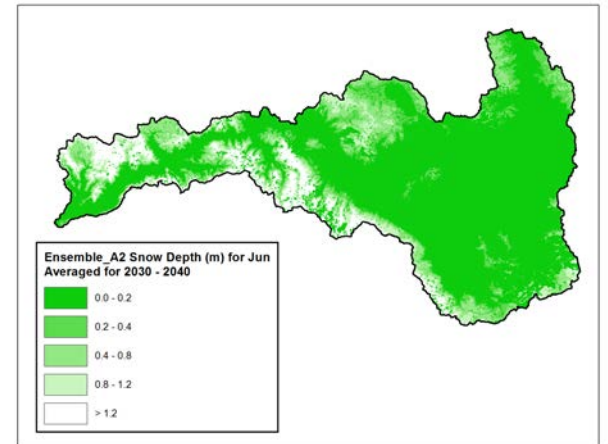 Ensemble_A2 Snow Depth (m) for Jun
Averaged for 2030 - 2040
0.0 - 0.2
0.2 - 0.4
0.4 - 0.8
0.8 - 1.2
> 1.2